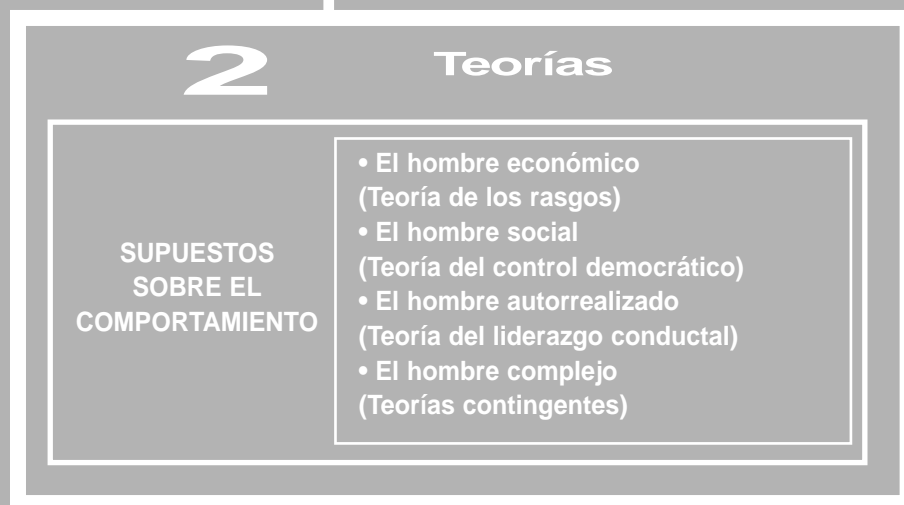 2 Teorías
SUPUESTOS
SOBRE EL
COMPORTAMIENTO
• El hombre económico
(Teoría de los rasgos)
• El hombre social
(Teoría del control democrático)
• El hombre autorrealizado
(Teoría del liderazgo conductal)
• El hombre complejo
(Teorías contingentes)